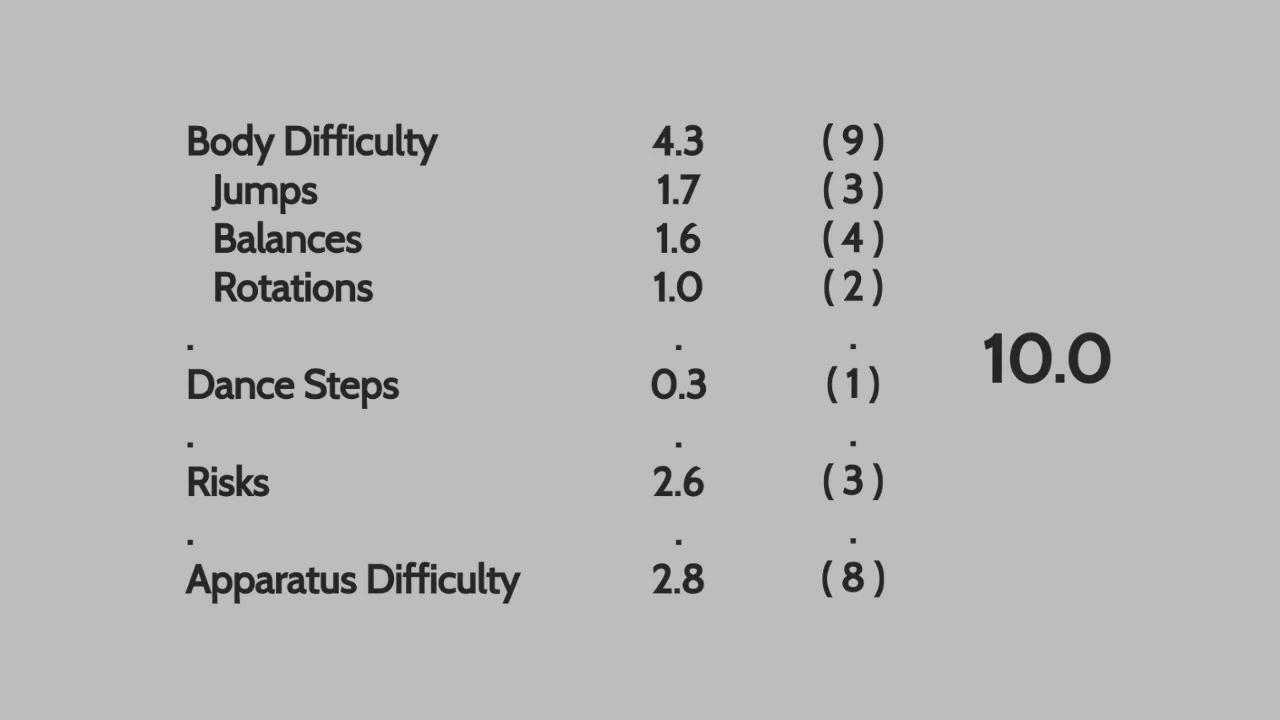 Body Difficulty 4.3 ( 9 )
Jumps 1.7 ( 3 )
Balances 1.6 ( 4 )
Rotations 1.0 ( 2 )
. . .
10.0
Dance Steps 0.3 ( 1 )
. . .
Risks 2.6 ( 3 )
. . .
Apparatus Difficulty 2.8 ( 8 )